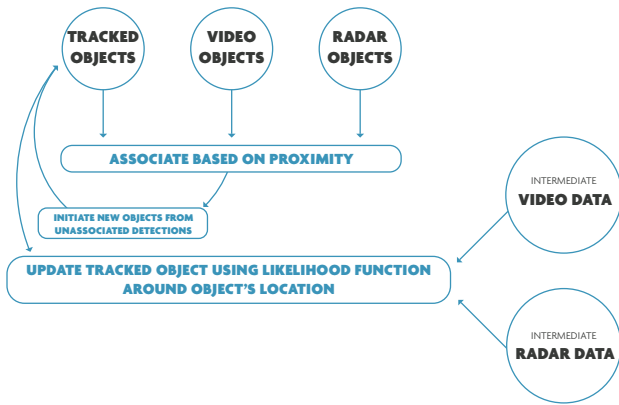 TRACKED
OBJECTS
VIDEO
OBJECTS
RADAR
OBJECTS
ASSOCIATE BASED ON PROXIMITY
INITIATE NEW OBJECTS FROM
UNASSOCIATED DETECTIONS
UPDATE TRACKED OBJECT USING LIKELIHOOD FUNCTION
AROUND OBJECT'S LOCATION
INTERMEDIATE
VIDEO DATA
INTERMEDIATE
RADAR DATA